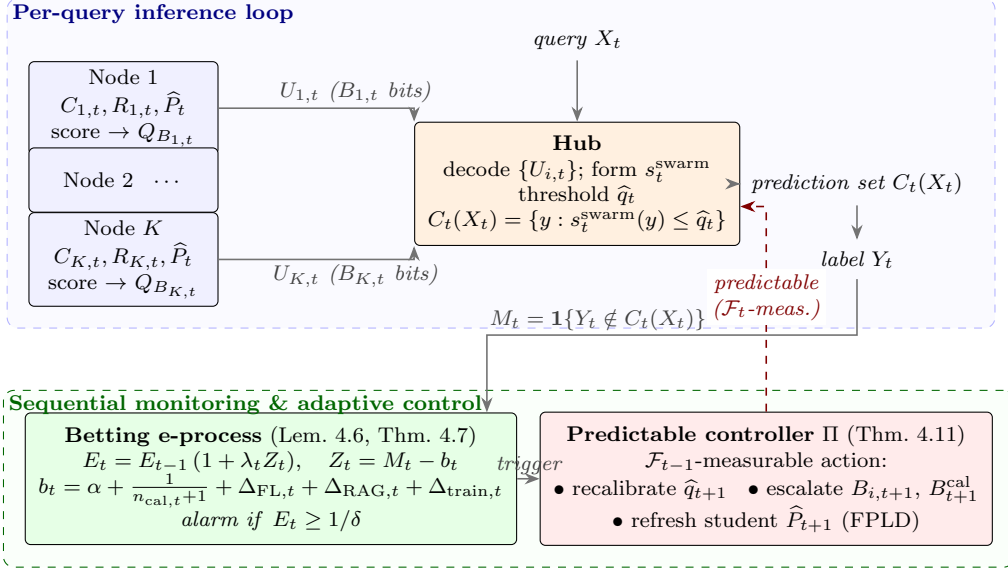 Per-query inference loop
query X_t
Node 1
C_{1,t}, R_{1,t}, \widehat{P}_t
score → Q_{B_{1,t}}
U_{1,t} (B_{1,t} bits)
Node 2 ⋯
Node K
C_{K,t}, R_{K,t}, \widehat{P}_t
score → Q_{B_{K,t}}
U_{K,t} (B_{K,t} bits)
Hub
decode {U_{i,t}}; form s_t^{swarm}
threshold \widehat{q}_t
C_t(X_t) = {y : s_t^{swarm}(y) ≤ \widehat{q}_t}
prediction set C_t(X_t)
label Y_t
predictable
(\mathcal{F}_t-meas.)
M_t = 1{Y_t ∉ C_t(X_t)}
Sequential monitoring & adaptive control
Betting e-process (Lem. 4.6, Thm. 4.7)
E_t = E_{t−1} (1 + λ_t Z_t), Z_t = M_t − b_t
b_t = α + \frac{1}{n_{cal,t}+1} + Δ_{FL,t} + Δ_{RAG,t} + Δ_{train,t}
alarm if E_t ≥ 1/δ
trigger
Predictable controller Π (Thm. 4.11)
\mathcal{F}_{t−1}-measurable action:
• recalibrate \widehat{q}_{t+1} • escalate B_{i,t+1}, B_{t+1}^{cal}
• refresh student \widehat{P}_{t+1} (FPLD)